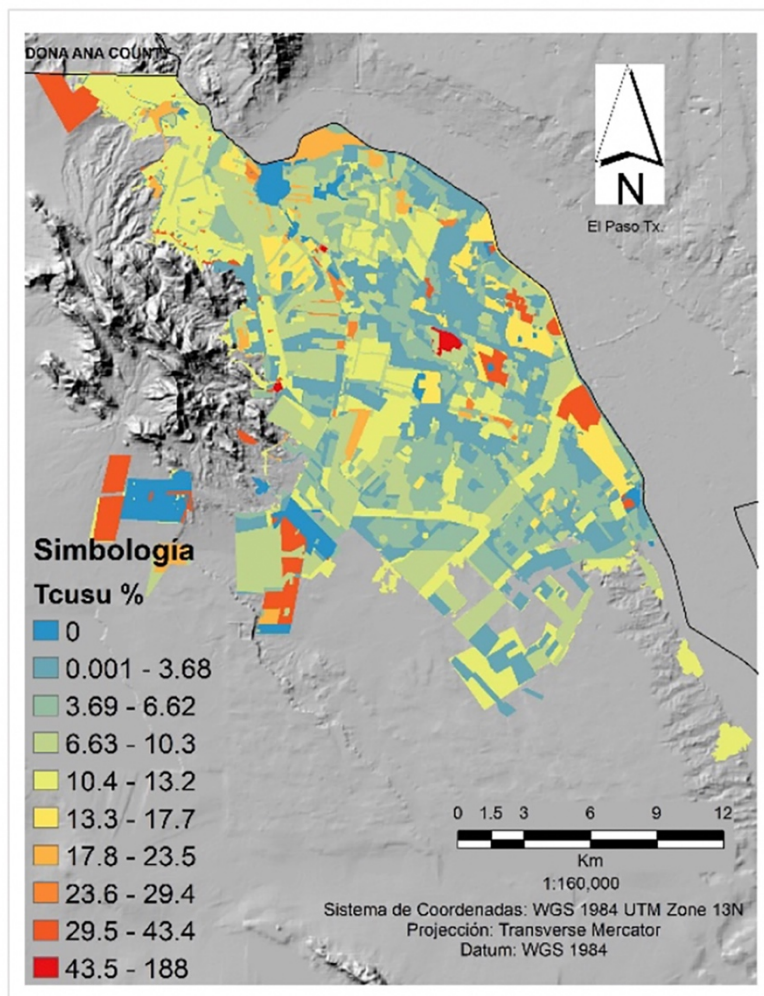 DONA ANA COUNTY
N
El Paso Tx.
Simbología
Tcusu %
0
0.001 - 3.68
3.69 - 6.62
6.63 - 10.3
10.4 - 13.2
13.3 - 17.7
17.8 - 23.5
23.6 - 29.4
29.5 - 43.4
43.5 - 188
0 1.5 3 6 9 12
Km
1:160,000
Sistema de Coordenadas: WGS 1984 UTM Zone 13N
Projección: Transverse Mercator
Datum: WGS 1984